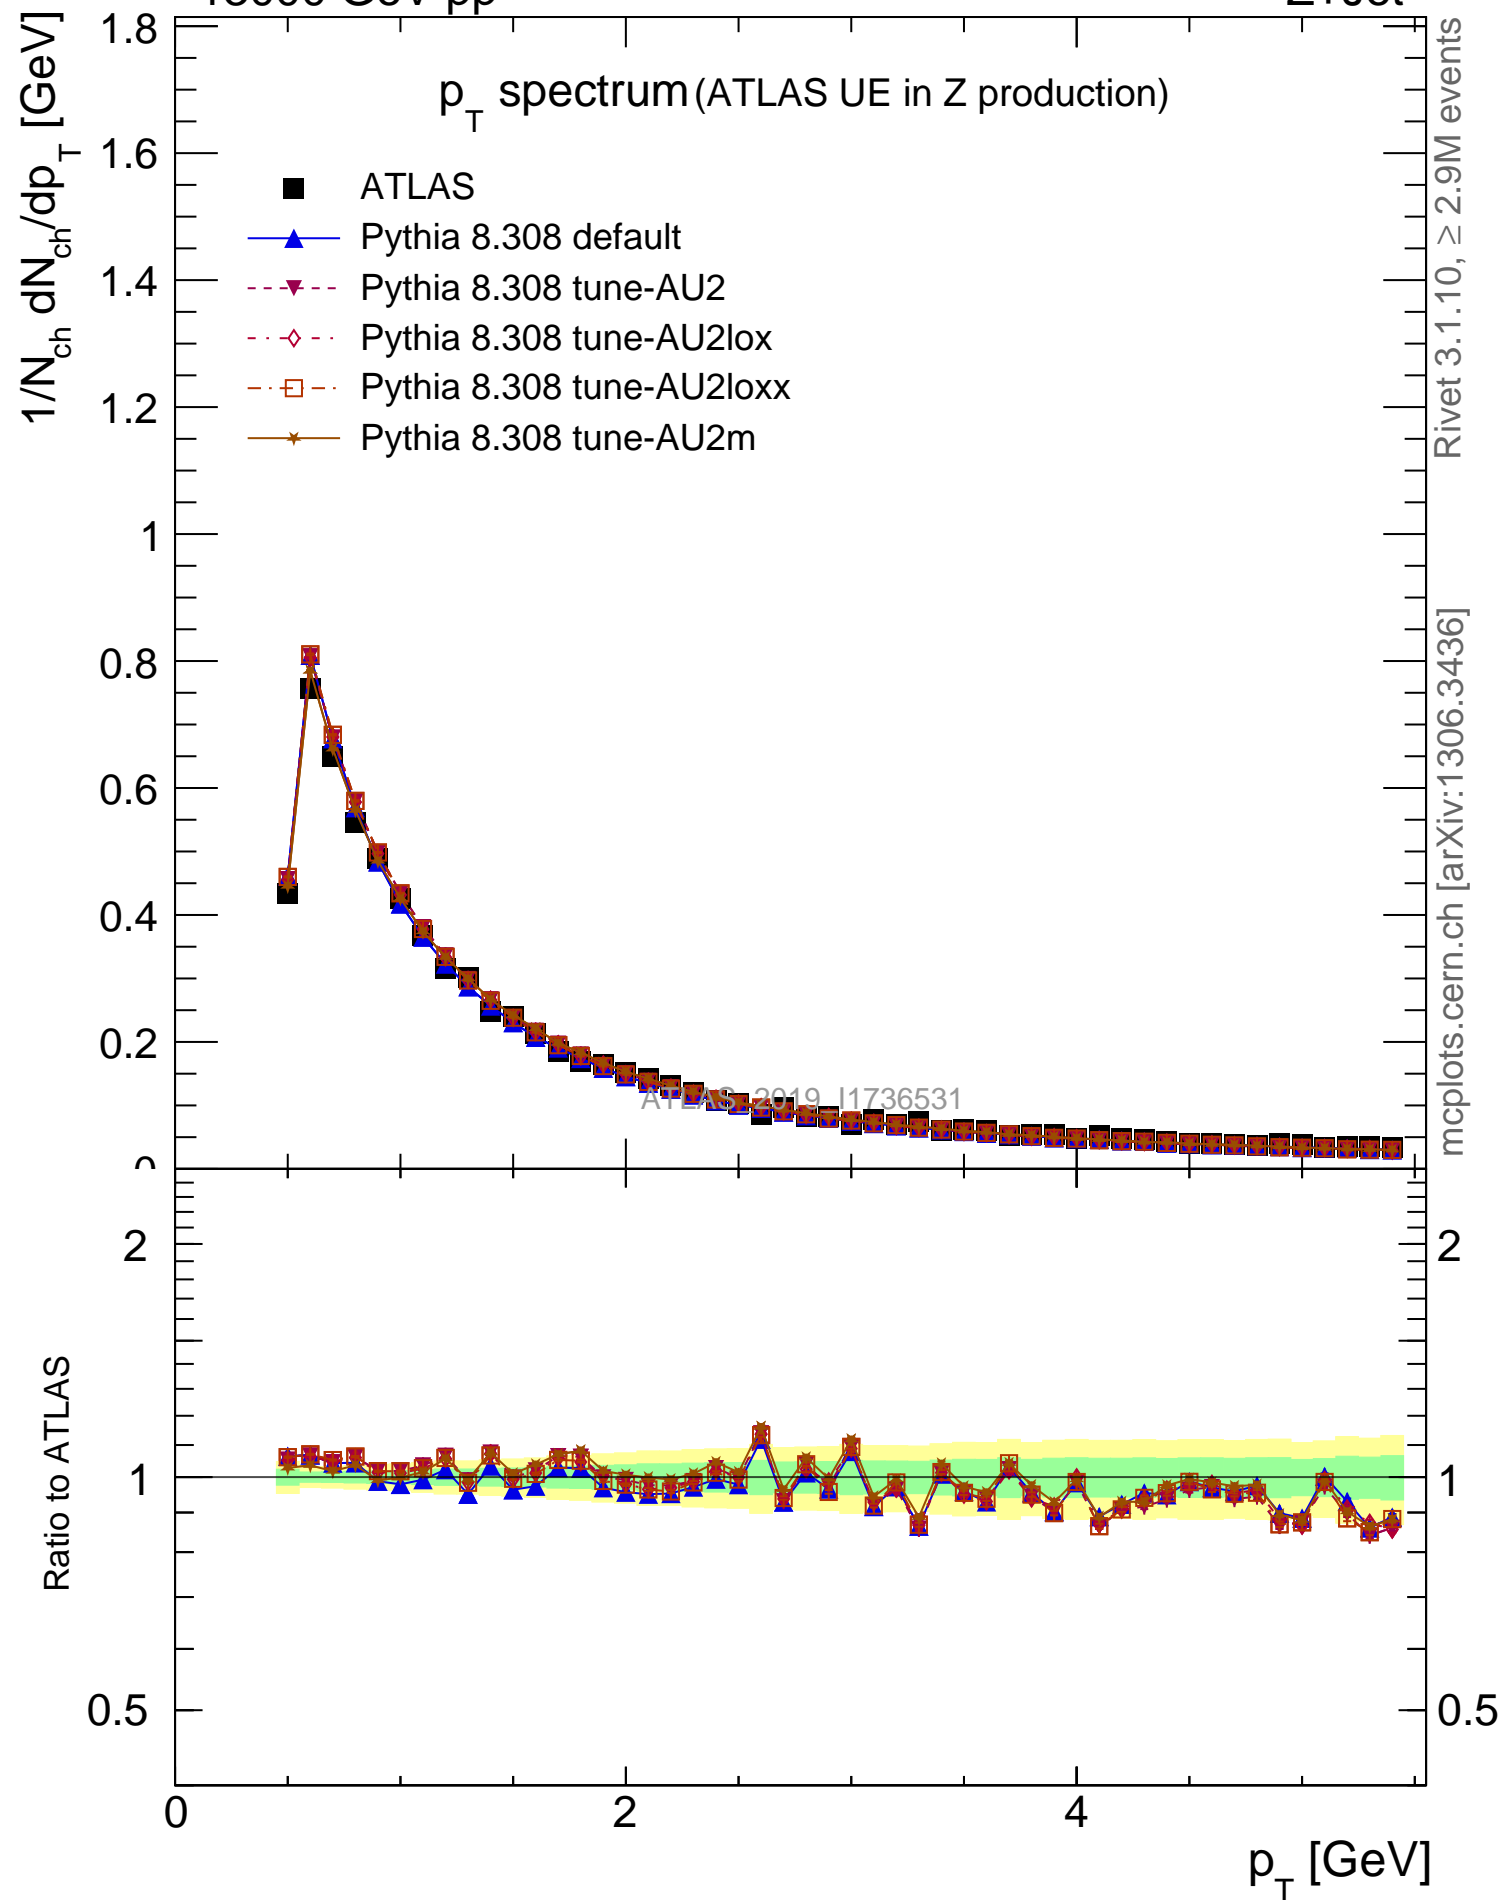 1/N_ch dN_ch/dp_T [GeV]
p_T spectrum (ATLAS UE in Z production)
ATLAS
Pythia 8.308 default
Pythia 8.308 tune-AU2
Pythia 8.308 tune-AU2lox
Pythia 8.308 tune-AU2loxx
Pythia 8.308 tune-AU2m
1.8
1.6
1.4
1.2
1
0.8
0.6
0.4
0.2
0
ATLAS_2019_I1736531
Rivet 3.1.10, ≥ 2.9M events
mcplots.cern.ch [arXiv:1306.3436]
Ratio to ATLAS
2
1
0.5
2
1
0.5
0
2
4
p_T [GeV]